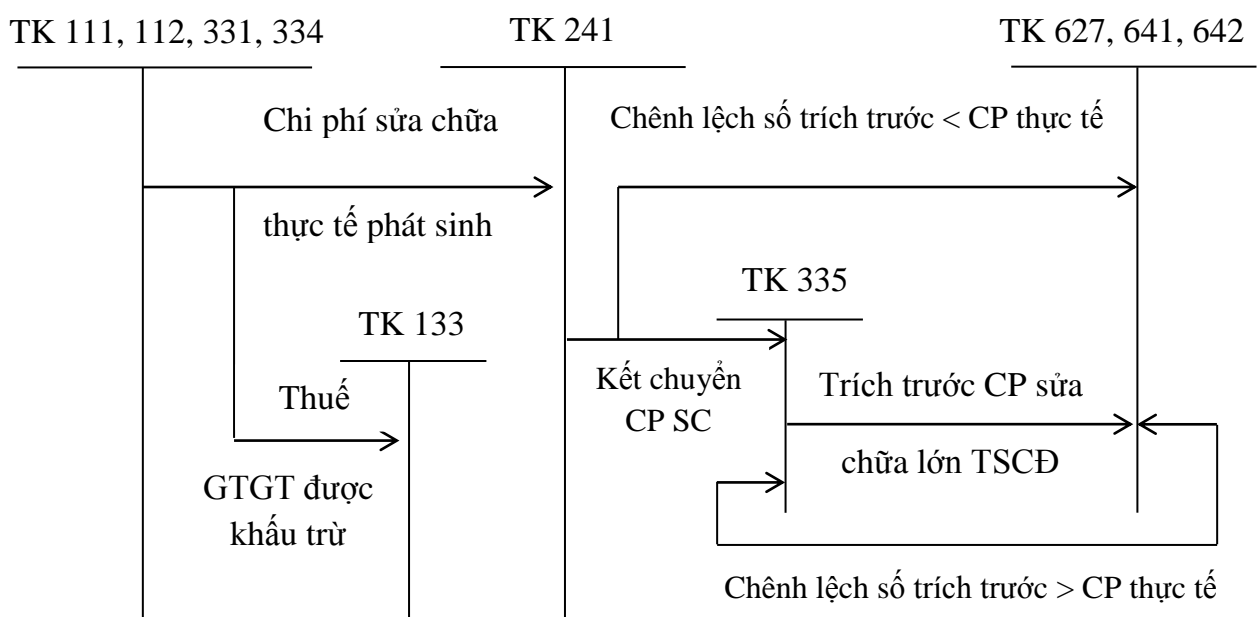 TK 111, 112, 331, 334
TK 241
TK 627, 641, 642
Chi phí sửa chữa
Chênh lệch số trích trước < CP thực tế
thực tế phát sinh
TK 335
TK 133
Kết chuyển
CP SC
Trích trước CP sửa
Thuế
chữa lớn TSCĐ
GTGT được
khấu trừ
Chênh lệch số trích trước > CP thực tế